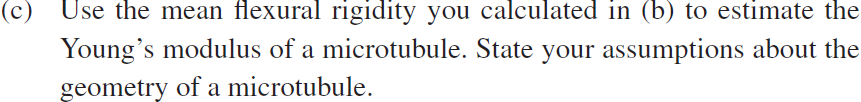 (c) Use the mean flexural rigidity you calculated in (b) to estimate the
Young’s modulus of a microtubule. State your assumptions about the
geometry of a microtubule.